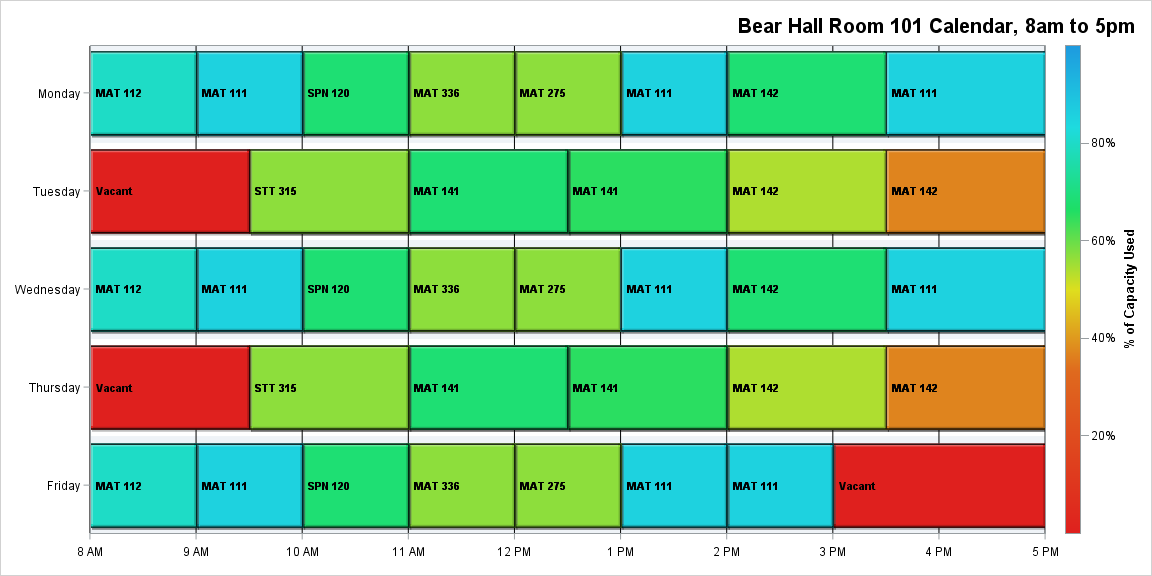 Bear Hall Room 101 Calendar, 8am to 5pm
Monday MAT 112 MAT 111 SPN 120 MAT 336 MAT 275 MAT 111 MAT 142 MAT 111
Tuesday Vacant STT 315 MAT 141 MAT 141 MAT 142 MAT 142
Wednesday MAT 112 MAT 111 SPN 120 MAT 336 MAT 275 MAT 111 MAT 142 MAT 111
Thursday Vacant STT 315 MAT 141 MAT 141 MAT 142 MAT 142
Friday MAT 112 MAT 111 SPN 120 MAT 336 MAT 275 MAT 111 MAT 111 Vacant
8 AM 9 AM 10 AM 11 AM 12 PM 1 PM 2 PM 3 PM 4 PM 5 PM
80%
60%
40%
20%
% of Capacity Used